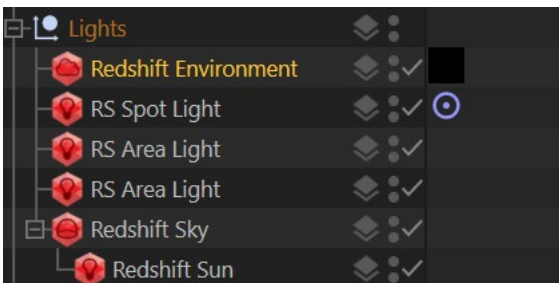 Lights
Redshift Environment
RS Spot Light
RS Area Light
RS Area Light
Redshift Sky
Redshift Sun